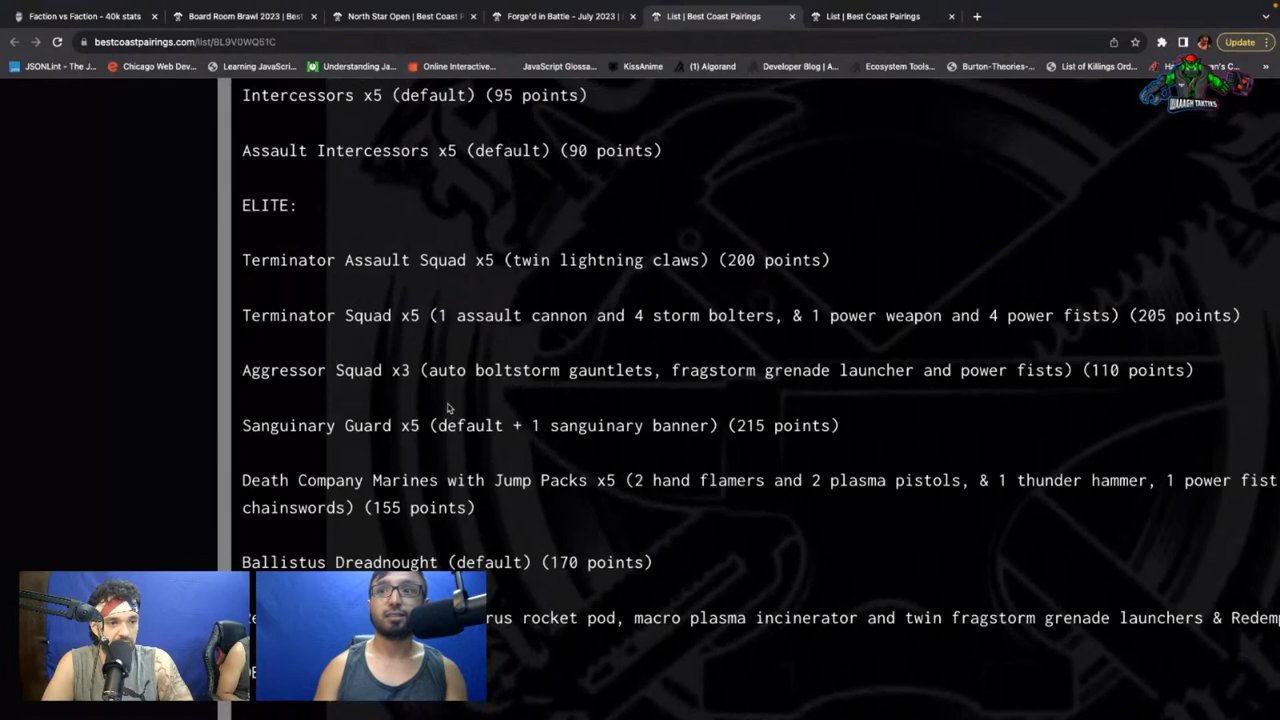 Faction vs Faction - 40k stats
Board Room Brawl 2023 | Best
North Star Open | Best Coast P
Forge'd in Battle - July 2023 |
List | Best Coast Pairings
List | Best Coast Pairings
bestcoastpairings.com/list/BL9V0WQ51C
Update
JSONLint - The J...
Chicago Web Dev...
Learning JavaScri...
Understanding Ja...
Online Interactive...
JavaScript Glossa...
KissAnime
(1) Algorand
Developer Blog | A...
Ecosystem Tools...
Burton-Theories-...
List of Killings Ord...
WAAAGH TAKTIKS
Intercessors x5 (default) (95 points)
Assault Intercessors x5 (default) (90 points)
ELITE:
Terminator Assault Squad x5 (twin lightning claws) (200 points)
Terminator Squad x5 (1 assault cannon and 4 storm bolters, & 1 power weapon and 4 power fists) (205 points)
Aggressor Squad x3 (auto boltstorm gauntlets, fragstorm grenade launcher and power fists) (110 points)
Sanguinary Guard x5 (default + 1 sanguinary banner) (215 points)
Death Company Marines with Jump Packs x5 (2 hand flamers and 2 plasma pistols, & 1 thunder hammer, 1 power fist
chainswords) (155 points)
Ballistus Dreadnought (default) (170 points)
rus rocket pod, macro plasma incinerator and twin fragstorm grenade launchers & Redem